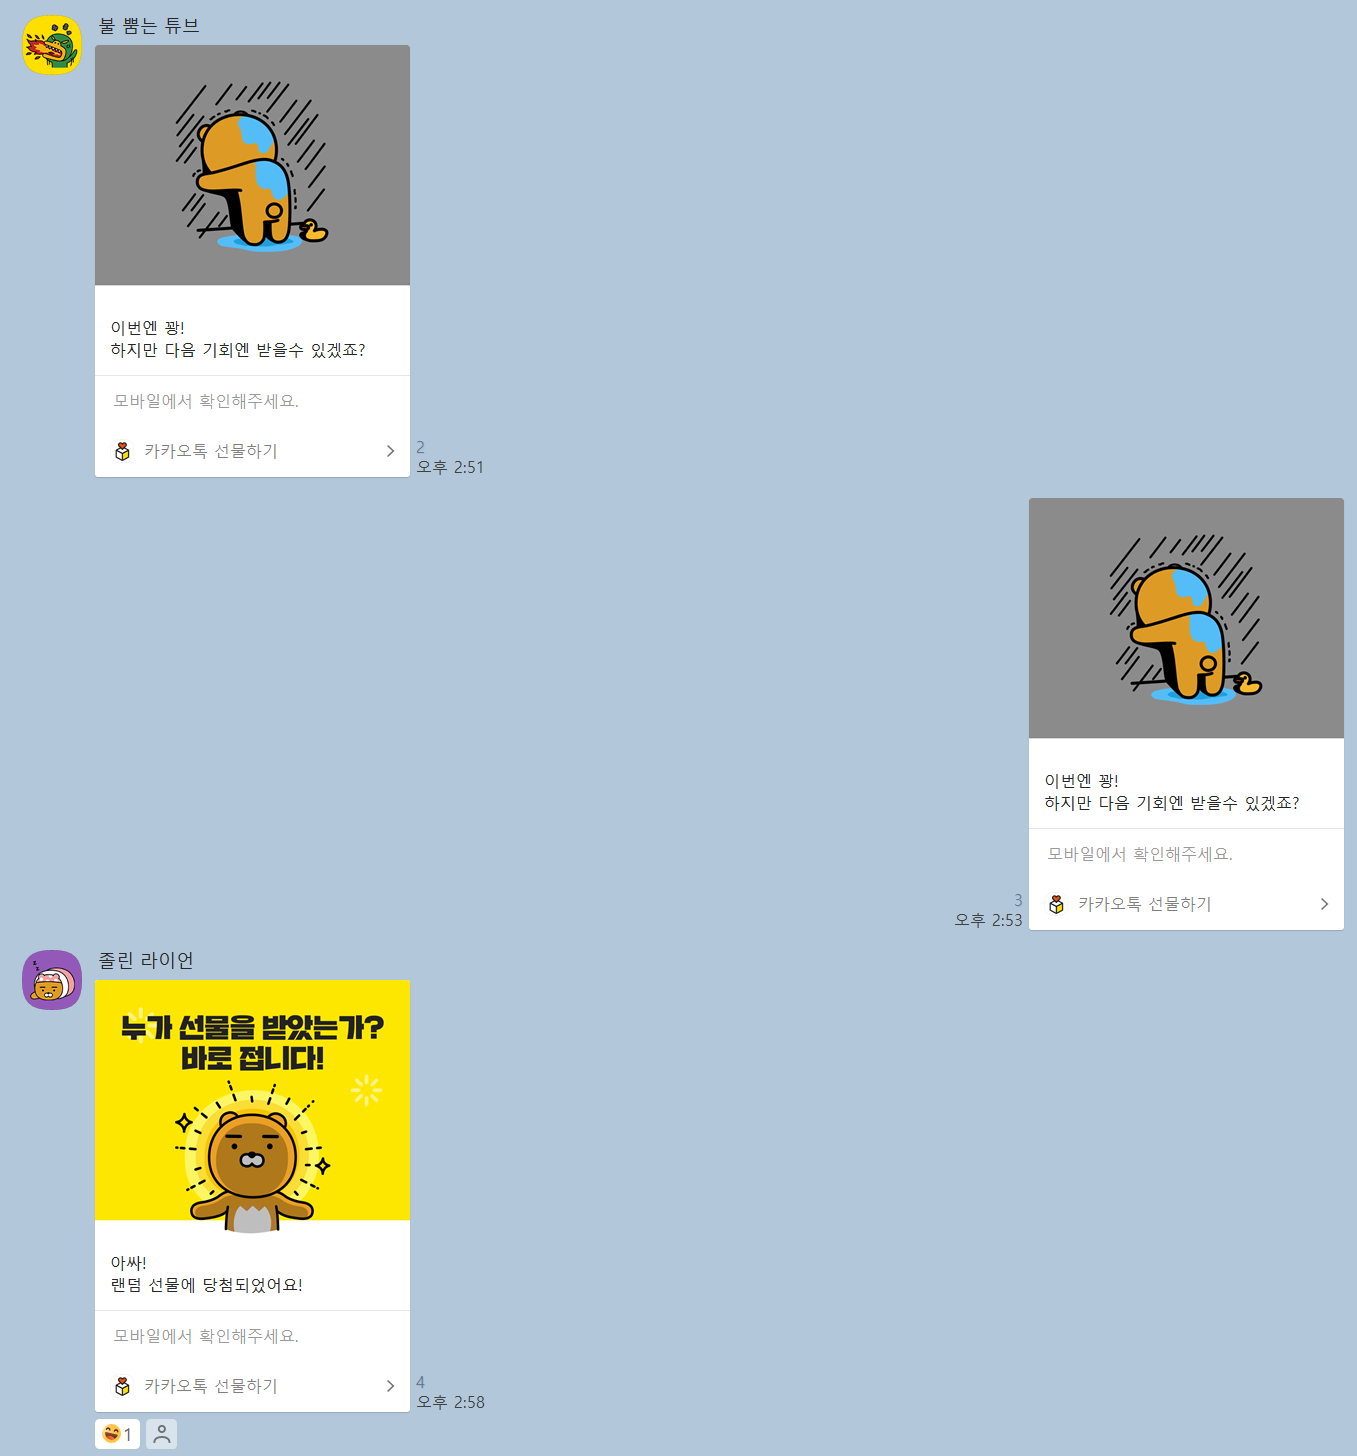 불 뿜는 튜브
이번엔 꽝!
하지만 다음 기회엔 받을수 있겠죠?
모바일에서 확인해주세요.
카카오톡 선물하기
2
오후 2:51
이번엔 꽝!
하지만 다음 기회엔 받을수 있겠죠?
모바일에서 확인해주세요.
카카오톡 선물하기
3
오후 2:53
졸린 라이언
누가 선물을 받았는가?
바로 접니다!
아싸!
랜덤 선물에 당첨되었어요!
모바일에서 확인해주세요.
카카오톡 선물하기
4
오후 2:58
1